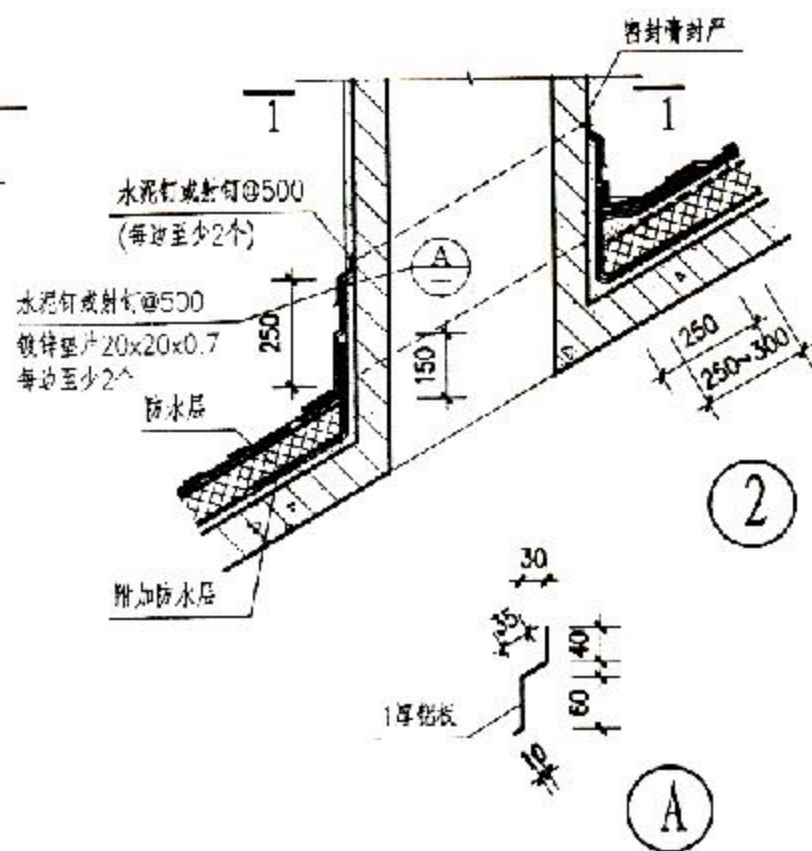 密封膏封严
1
1
水泥钉或射钉@500
(每边至少2个)
A
水泥钉或射钉@500
镀锌垫片20x20x0.7
每边至少2个
250
150
250
250~300
防水层
2
附加防水层
30
35
40
60
1厚铝板
10
A